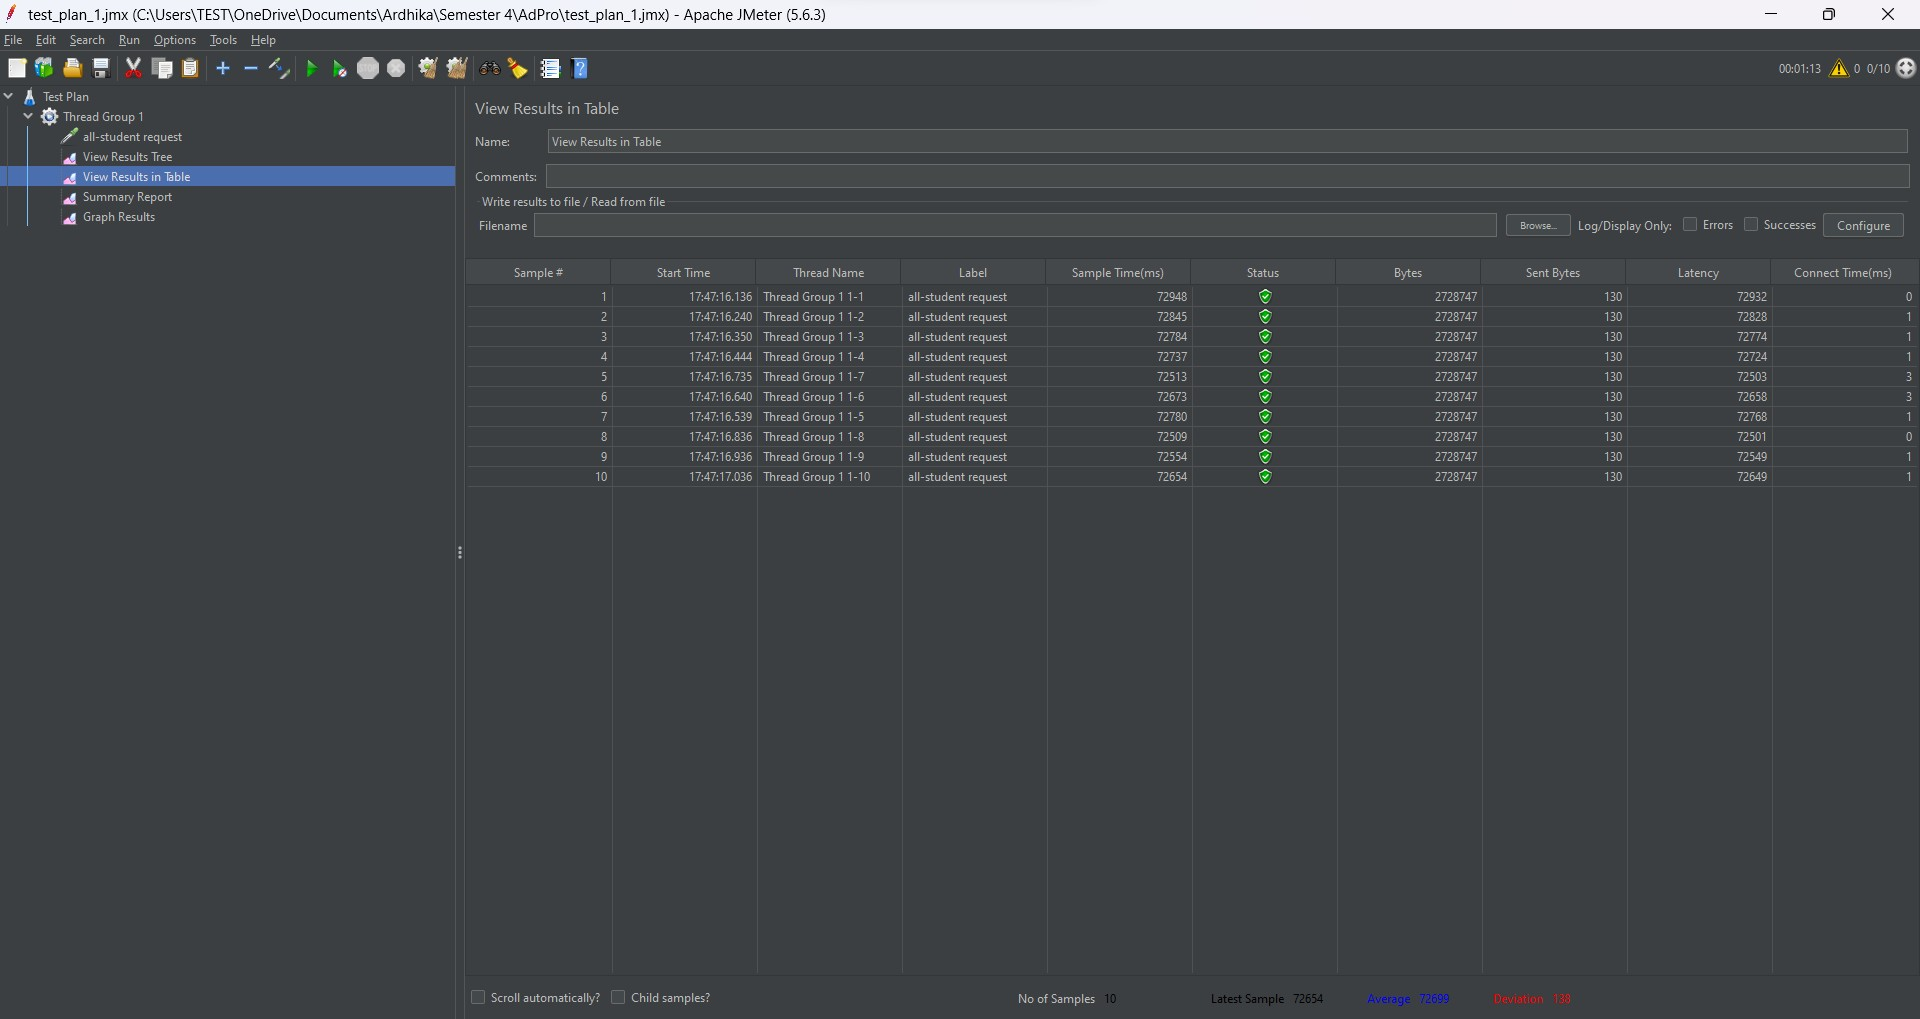 test_plan_1.jmx (C:\Users\TEST\OneDrive\Documents\Ardhika\Semester 4\AdPro\test_plan_1.jmx) - Apache JMeter (5.6.3)
File Edit Search Run Options Tools Help
00:01:13 0 0/10
Test Plan
Thread Group 1
all-student request
View Results Tree
View Results in Table
Summary Report
Graph Results
View Results in Table
Name: View Results in Table
Comments:
Write results to file / Read from file
Filename Browse... Log/Display Only: Errors Successes Configure
Sample # Start Time Thread Name Label Sample Time(ms) Status Bytes Sent Bytes Latency Connect Time(ms)
1 17:47:16.136 Thread Group 1 1-1 all-student request 72948 2728747 130 72932 0
2 17:47:16.240 Thread Group 1 1-2 all-student request 72845 2728747 130 72828 1
3 17:47:16.350 Thread Group 1 1-3 all-student request 72784 2728747 130 72774 1
4 17:47:16.444 Thread Group 1 1-4 all-student request 72737 2728747 130 72724 1
5 17:47:16.735 Thread Group 1 1-7 all-student request 72513 2728747 130 72503 3
6 17:47:16.640 Thread Group 1 1-6 all-student request 72673 2728747 130 72658 3
7 17:47:16.539 Thread Group 1 1-5 all-student request 72780 2728747 130 72768 1
8 17:47:16.836 Thread Group 1 1-8 all-student request 72509 2728747 130 72501 0
9 17:47:16.936 Thread Group 1 1-9 all-student request 72554 2728747 130 72549 1
10 17:47:17.036 Thread Group 1 1-10 all-student request 72654 2728747 130 72649 1
Scroll automatically? Child samples? No of Samples 10 Latest Sample 72654 Average 72699 Deviation 138